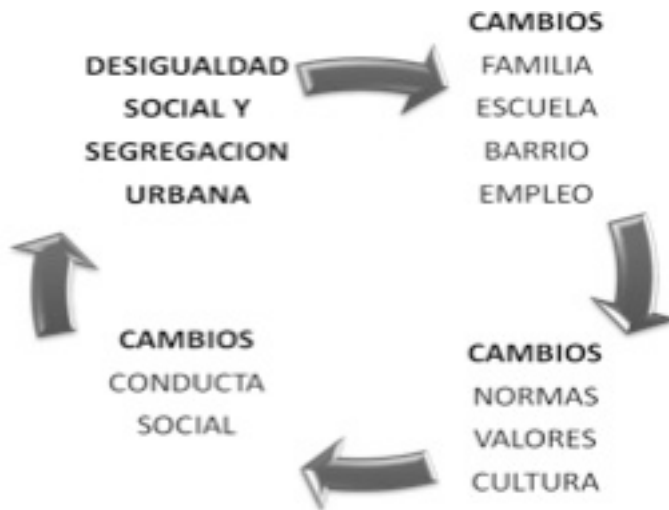 DESIGUALDAD
SOCIAL Y
SEGREGACION
URBANA
CAMBIOS
FAMILIA
ESCUELA
BARRIO
EMPLEO
CAMBIOS
NORMAS
VALORES
CULTURA
CAMBIOS
CONDUCTA
SOCIAL